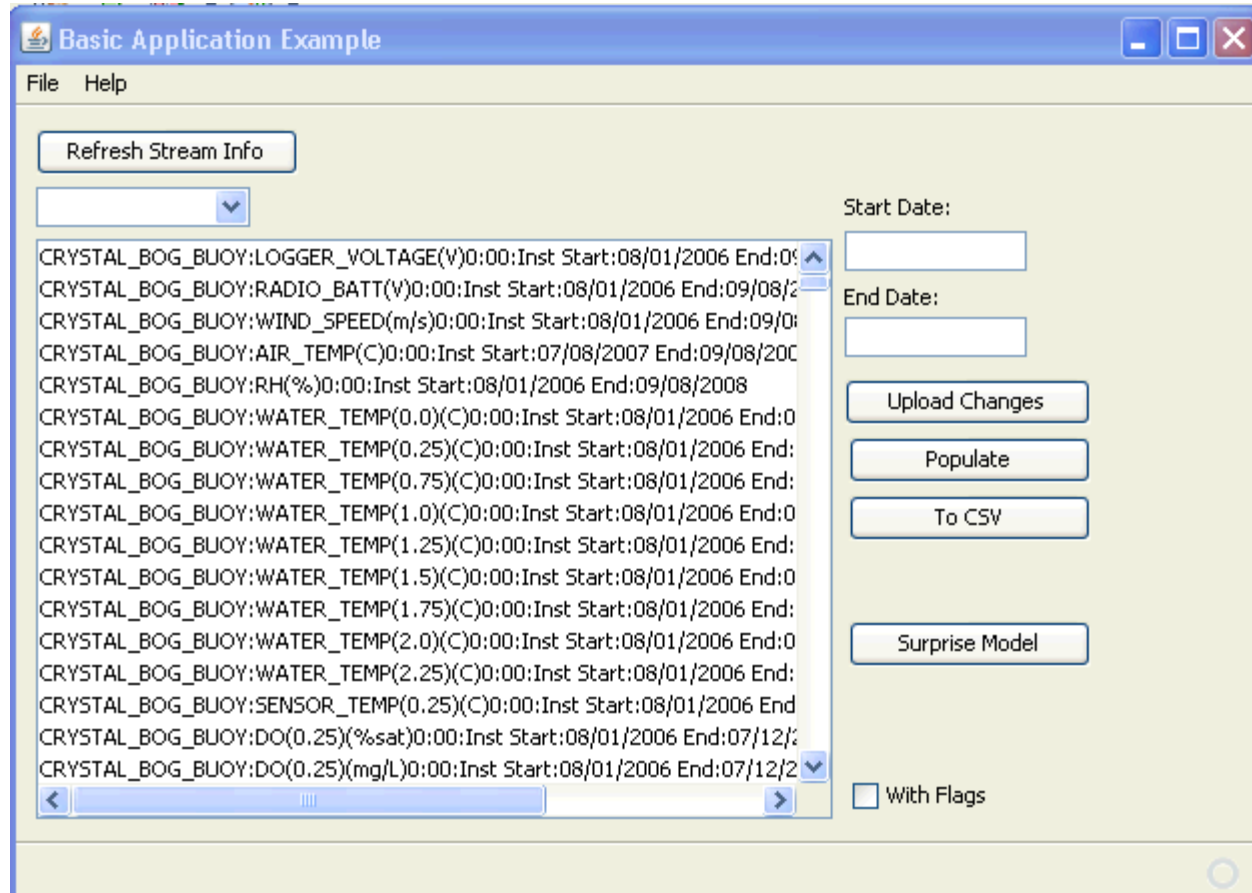 Basic Application Example
File Help
Refresh Stream Info
CRYSTAL_BOG_BUOY:LOGGER_VOLTAGE(V)0:00:Inst Start:08/01/2006 End:09
CRYSTAL_BOG_BUOY:RADIO_BATT(V)0:00:Inst Start:08/01/2006 End:09/08/2
CRYSTAL_BOG_BUOY:WIND_SPEED(m/s)0:00:Inst Start:08/01/2006 End:09/0
CRYSTAL_BOG_BUOY:AIR_TEMP(C)0:00:Inst Start:07/08/2007 End:09/08/200
CRYSTAL_BOG_BUOY:RH(%)0:00:Inst Start:08/01/2006 End:09/08/2008
CRYSTAL_BOG_BUOY:WATER_TEMP(0.0)(C)0:00:Inst Start:08/01/2006 End:0
CRYSTAL_BOG_BUOY:WATER_TEMP(0.25)(C)0:00:Inst Start:08/01/2006 End:
CRYSTAL_BOG_BUOY:WATER_TEMP(0.75)(C)0:00:Inst Start:08/01/2006 End:
CRYSTAL_BOG_BUOY:WATER_TEMP(1.0)(C)0:00:Inst Start:08/01/2006 End:0
CRYSTAL_BOG_BUOY:WATER_TEMP(1.25)(C)0:00:Inst Start:08/01/2006 End:
CRYSTAL_BOG_BUOY:WATER_TEMP(1.5)(C)0:00:Inst Start:08/01/2006 End:0
CRYSTAL_BOG_BUOY:WATER_TEMP(1.75)(C)0:00:Inst Start:08/01/2006 End:
CRYSTAL_BOG_BUOY:WATER_TEMP(2.0)(C)0:00:Inst Start:08/01/2006 End:0
CRYSTAL_BOG_BUOY:WATER_TEMP(2.25)(C)0:00:Inst Start:08/01/2006 End:
CRYSTAL_BOG_BUOY:SENSOR_TEMP(0.25)(C)0:00:Inst Start:08/01/2006 End
CRYSTAL_BOG_BUOY:DO(0.25)(%sat)0:00:Inst Start:08/01/2006 End:07/12/2
CRYSTAL_BOG_BUOY:DO(0.25)(mg/L)0:00:Inst Start:08/01/2006 End:07/12/2
Start Date:
End Date:
Upload Changes
Populate
To CSV
Surprise Model
With Flags